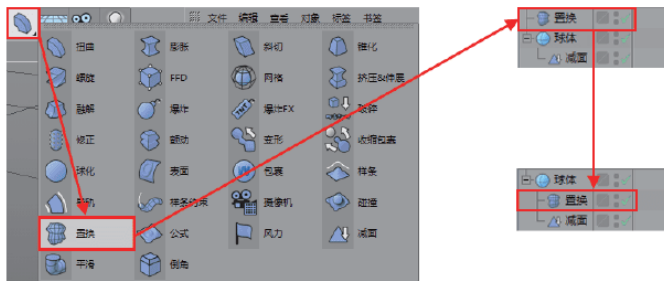 文件 编辑 查看 对象 标签 书签
扭曲 膨胀 斜切 锥化
螺旋 FFD 网格 挤压&伸展
融解 爆炸 爆炸FX 破碎
修正 颤动 变形 收缩包裹
球化 表面 包裹 样条
导轨 样条约束 摄像机 碰撞
置换 公式 风力 减面
平滑 倒角
置换
球体
减面
球体
置换
减面